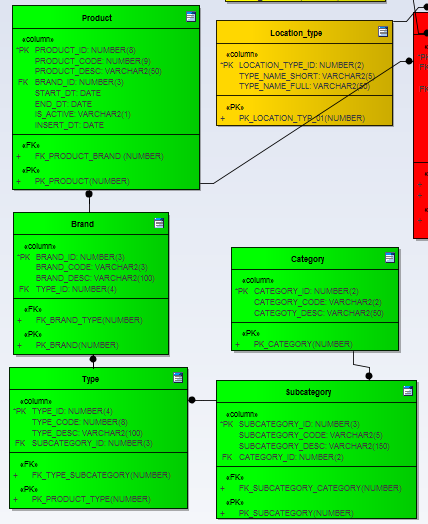 Product
«column»
*PK PRODUCT_ID: NUMBER(8)
PRODUCT_CODE: NUMBER(9)
PRODUCT_DESC: VARCHAR2(50)
FK BRAND_ID: NUMBER(3)
START_DT: DATE
END_DT: DATE
IS_ACTIVE: VARCHAR2(1)
INSERT_DT: DATE
«FK»
+ FK_PRODUCT_BRAND (NUMBER)
«PK»
+ PK_PRODUCT(NUMBER)
Location_type
«column»
*PK LOCATION_TYPE_ID: NUMBER(2)
TYPE_NAME_SHORT: VARCHAR2(5)
TYPE_NAME_FULL: VARCHAR2(50)
«PK»
+ PK_LOCATION_TYP_01(NUMBER)
Brand
«column»
*PK BRAND_ID: NUMBER(3)
BRAND_CODE: VARCHAR2(3)
BRAND_DESC: VARCHAR2(100)
FK TYPE_ID: NUMBER(4)
«FK»
+ FK_BRAND_TYPE(NUMBER)
«PK»
+ PK_BRAND(NUMBER)
Category
«column»
*PK CATEGORY_ID: NUMBER(2)
CATEGORY_CODE: VARCHAR2(2)
CATEGOTY_DESC: VARCHAR2(50)
«PK»
+ PK_CATEGORY(NUMBER)
Type
«column»
*PK TYPE_ID: NUMBER(4)
TYPE_CODE: NUMBER(3)
TYPE_DESC: VARCHAR2(100)
FK SUBCATEGORY_ID: NUMBER(3)
«FK»
+ FK_TYPE_SUBCATEGORY(NUMBER)
«PK»
+ PK_PRODUCT_TYPE(NUMBER)
Subcategory
«column»
*PK SUBCATEGORY_ID: NUMBER(3)
SUBCATEGORY_CODE: VARCHAR2(5)
SUBCATEGORY_DESC: VARCHAR2(150)
FK CATEGORY_ID: NUMBER(2)
«FK»
+ FK_SUBCATEGORY_CATEGORY(NUMBER)
«PK»
+ PK_SUBCATEGORY(NUMBER)